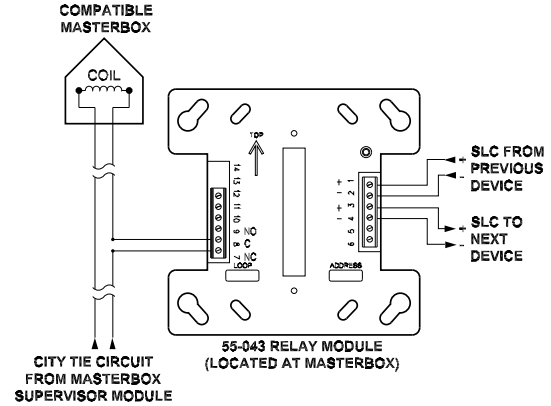 COMPATIBLE
MASTERBOX
COIL
TOP
14
13
12
11
10
9 NO
8 C
7 NC
LOOP
+ 1
- 2
+ 3
- 4
5
6
ADDRESS
+ SLC FROM
- PREVIOUS
DEVICE
+ SLC TO
NEXT
- DEVICE
55-043 RELAY MODULE
(LOCATED AT MASTERBOX)
CITY TIE CIRCUIT
FROM MASTERBOX
SUPERVISOR MODULE